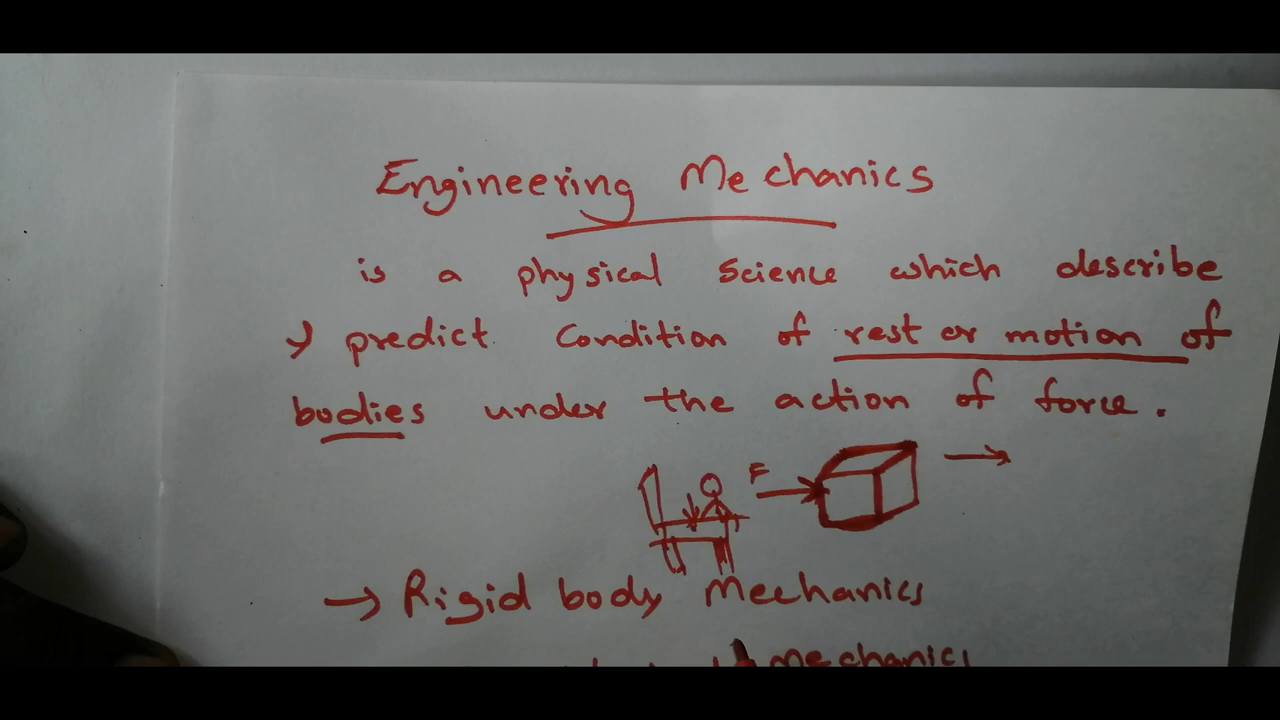 Engineering Mechanics
is a physical science which describe
→ predict condition of rest or motion of
bodies under the action of force.
F
→ Rigid body Mechanics
mechanics